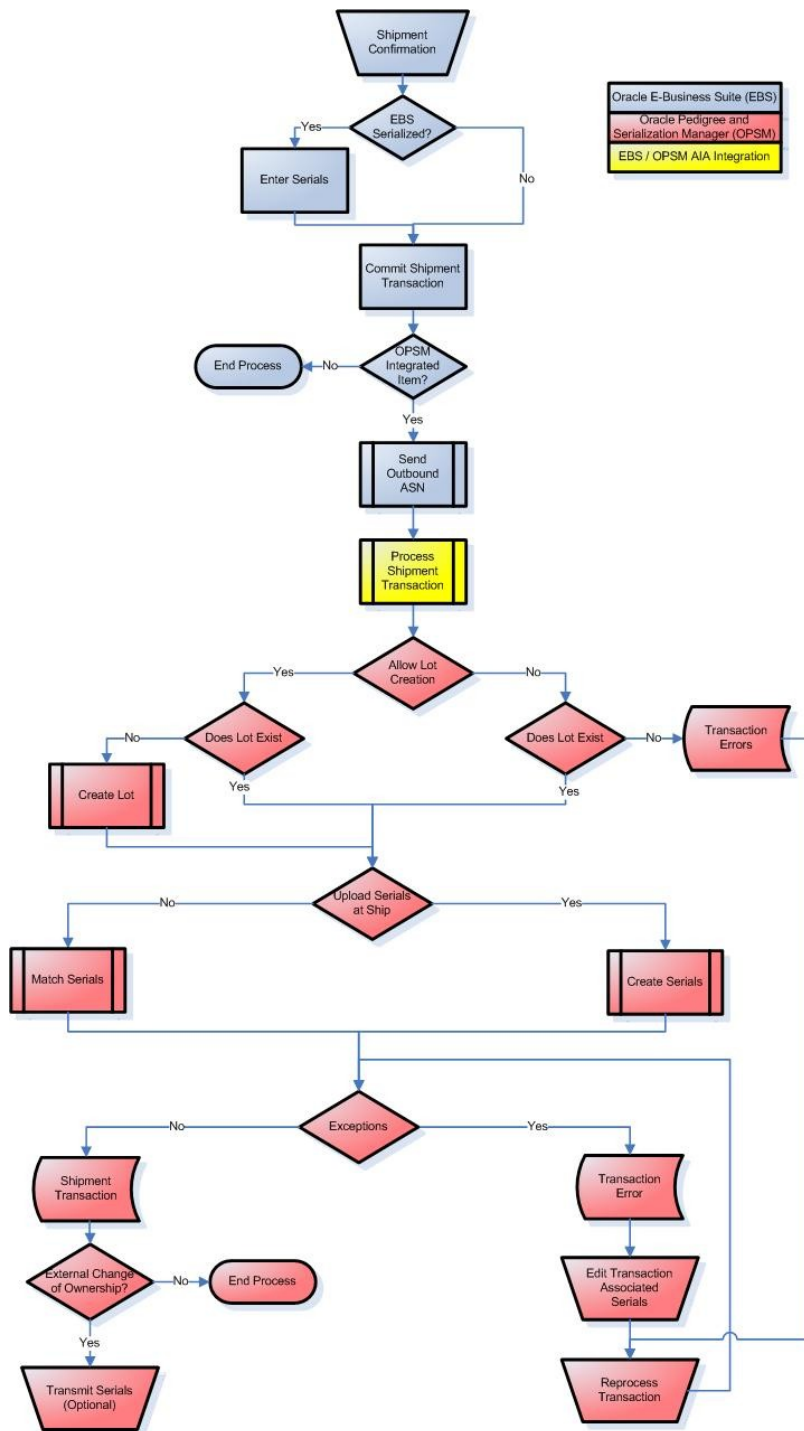 Shipment
Confirmation
Oracle E-Business Suite (EBS)
Oracle Pedigree and
Serialization Manager (OPSM)
EBS / OPSM AIA Integration
EBS
Serialized?
Yes
No
Enter Serials
Commit Shipment
Transaction
OPSM
Integrated
Item?
No
End Process
Yes
Send
Outbound
ASN
Process
Shipment
Transaction
Allow Lot
Creation
Yes
No
Does Lot Exist
Does Lot Exist
No
Transaction
Errors
No
Yes
Yes
Create Lot
Upload Serials
at Ship
No
Yes
Match Serials
Create Serials
Exceptions
No
Yes
Shipment
Transaction
Transaction
Error
External Change
of Ownership?
No
End Process
Edit Transaction
Associated
Serials
Yes
Transmit Serials
(Optional)
Reprocess
Transaction